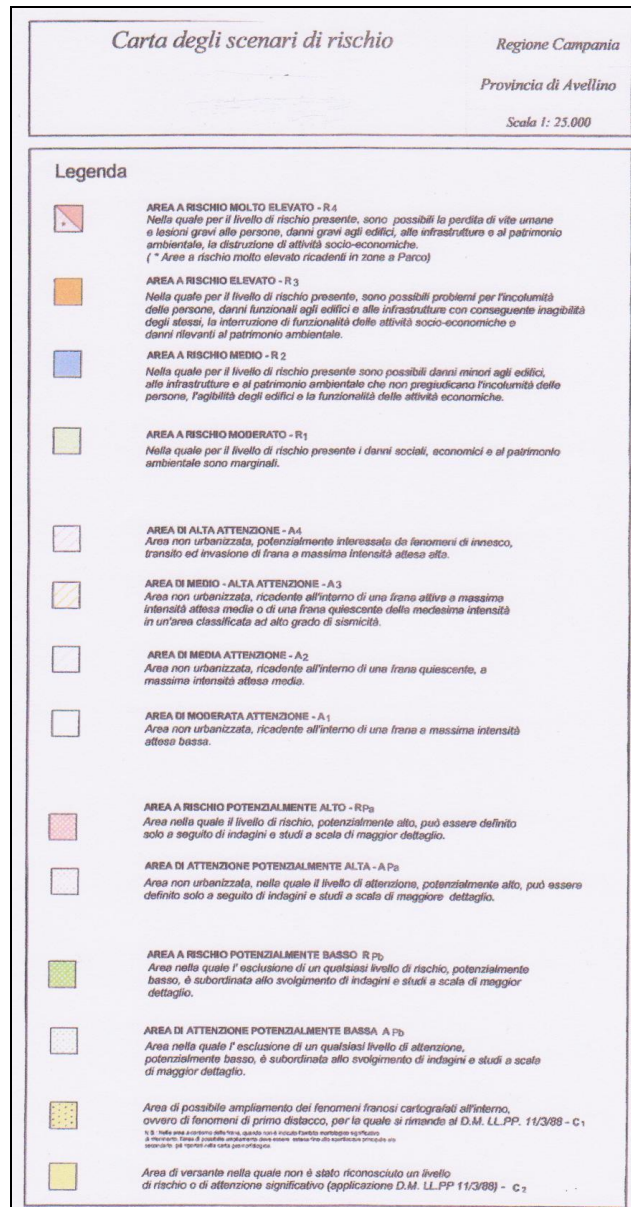 Carta degli scenari di rischio
Regione Campania
Provincia di Avellino
Scala 1: 25.000
Legenda
AREA A RISCHIO MOLTO ELEVATO - R4
Nella quale per il livello di rischio presente, sono possibili la perdita di vite umane
e lesioni gravi alle persone, danni gravi agli edifici, alle infrastrutture e al patrimonio
ambientale, la distruzione di attività socio-economiche.
( * Aree a rischio molto elevato ricadenti in zone a Parco)
AREA A RISCHIO ELEVATO - R3
Nella quale per il livello di rischio presente, sono possibili problemi per l'incolumità
delle persone, danni funzionali agli edifici e alle infrastrutture con conseguente inagibilità
degli stessi, la interruzione di funzionalità delle attività socio-economiche e
danni rilevanti al patrimonio ambientale.
AREA A RISCHIO MEDIO - R2
Nella quale per il livello di rischio presente sono possibili danni minori agli edifici,
alle infrastrutture e al patrimonio ambientale che non pregiudicano l'incolumità delle
persone, l'agibilità degli edifici e la funzionalità delle attività economiche.
AREA A RISCHIO MODERATO - R1
Nella quale per il livello di rischio presente i danni sociali, economici e al patrimonio
ambientale sono marginali.
AREA DI ALTA ATTENZIONE - A4
Area non urbanizzata, potenzialmente interessata da fenomeni di innesco,
transito ed invasione di frana a massima intensità attesa alta.
AREA DI MEDIO - ALTA ATTENZIONE - A3
Area non urbanizzata, ricadente all'interno di una frana attiva a massima
intensità attesa media o di una frana quiescente della medesima intensità
in un'area classificata ad alto grado di sismicità.
AREA DI MEDIA ATTENZIONE - A2
Area non urbanizzata, ricadente all'interno di una frana quiescente, a
massima intensità attesa media.
AREA DI MODERATA ATTENZIONE - A1
Area non urbanizzata, ricadente all'interno di una frana a massima intensità
attesa bassa.
AREA A RISCHIO POTENZIALMENTE ALTO - RPa
Area nella quale il livello di rischio, potenzialmente alto, può essere definito
solo a seguito di indagini e studi a scala di maggior dettaglio.
AREA DI ATTENZIONE POTENZIALMENTE ALTA - APa
Area non urbanizzata, nella quale il livello di attenzione, potenzialmente alto, può essere
definito solo a seguito di indagini e studi a scala di maggiore dettaglio.
AREA A RISCHIO POTENZIALMENTE BASSO R Pb
Area nella quale l' esclusione di un qualsiasi livello di rischio, potenzialmente
basso, è subordinata allo svolgimento di indagini e studi a scala di maggior
dettaglio.
AREA DI ATTENZIONE POTENZIALMENTE BASSA A Pb
Area nella quale l' esclusione di un qualsiasi livello di attenzione,
potenzialmente basso, è subordinata allo svolgimento di indagini e studi a scala
di maggior dettaglio.
Area di possibile ampliamento dei fenomeni franosi cartografati all'interno,
ovvero di fenomeni di primo distacco, per la quale si rimanda al D.M. LL.PP. 11/3/88 - C1
Area di versante nella quale non è stato riconosciuto un livello
di rischio o di attenzione significativo (applicazione D.M. LL.PP 11/3/88) - C2